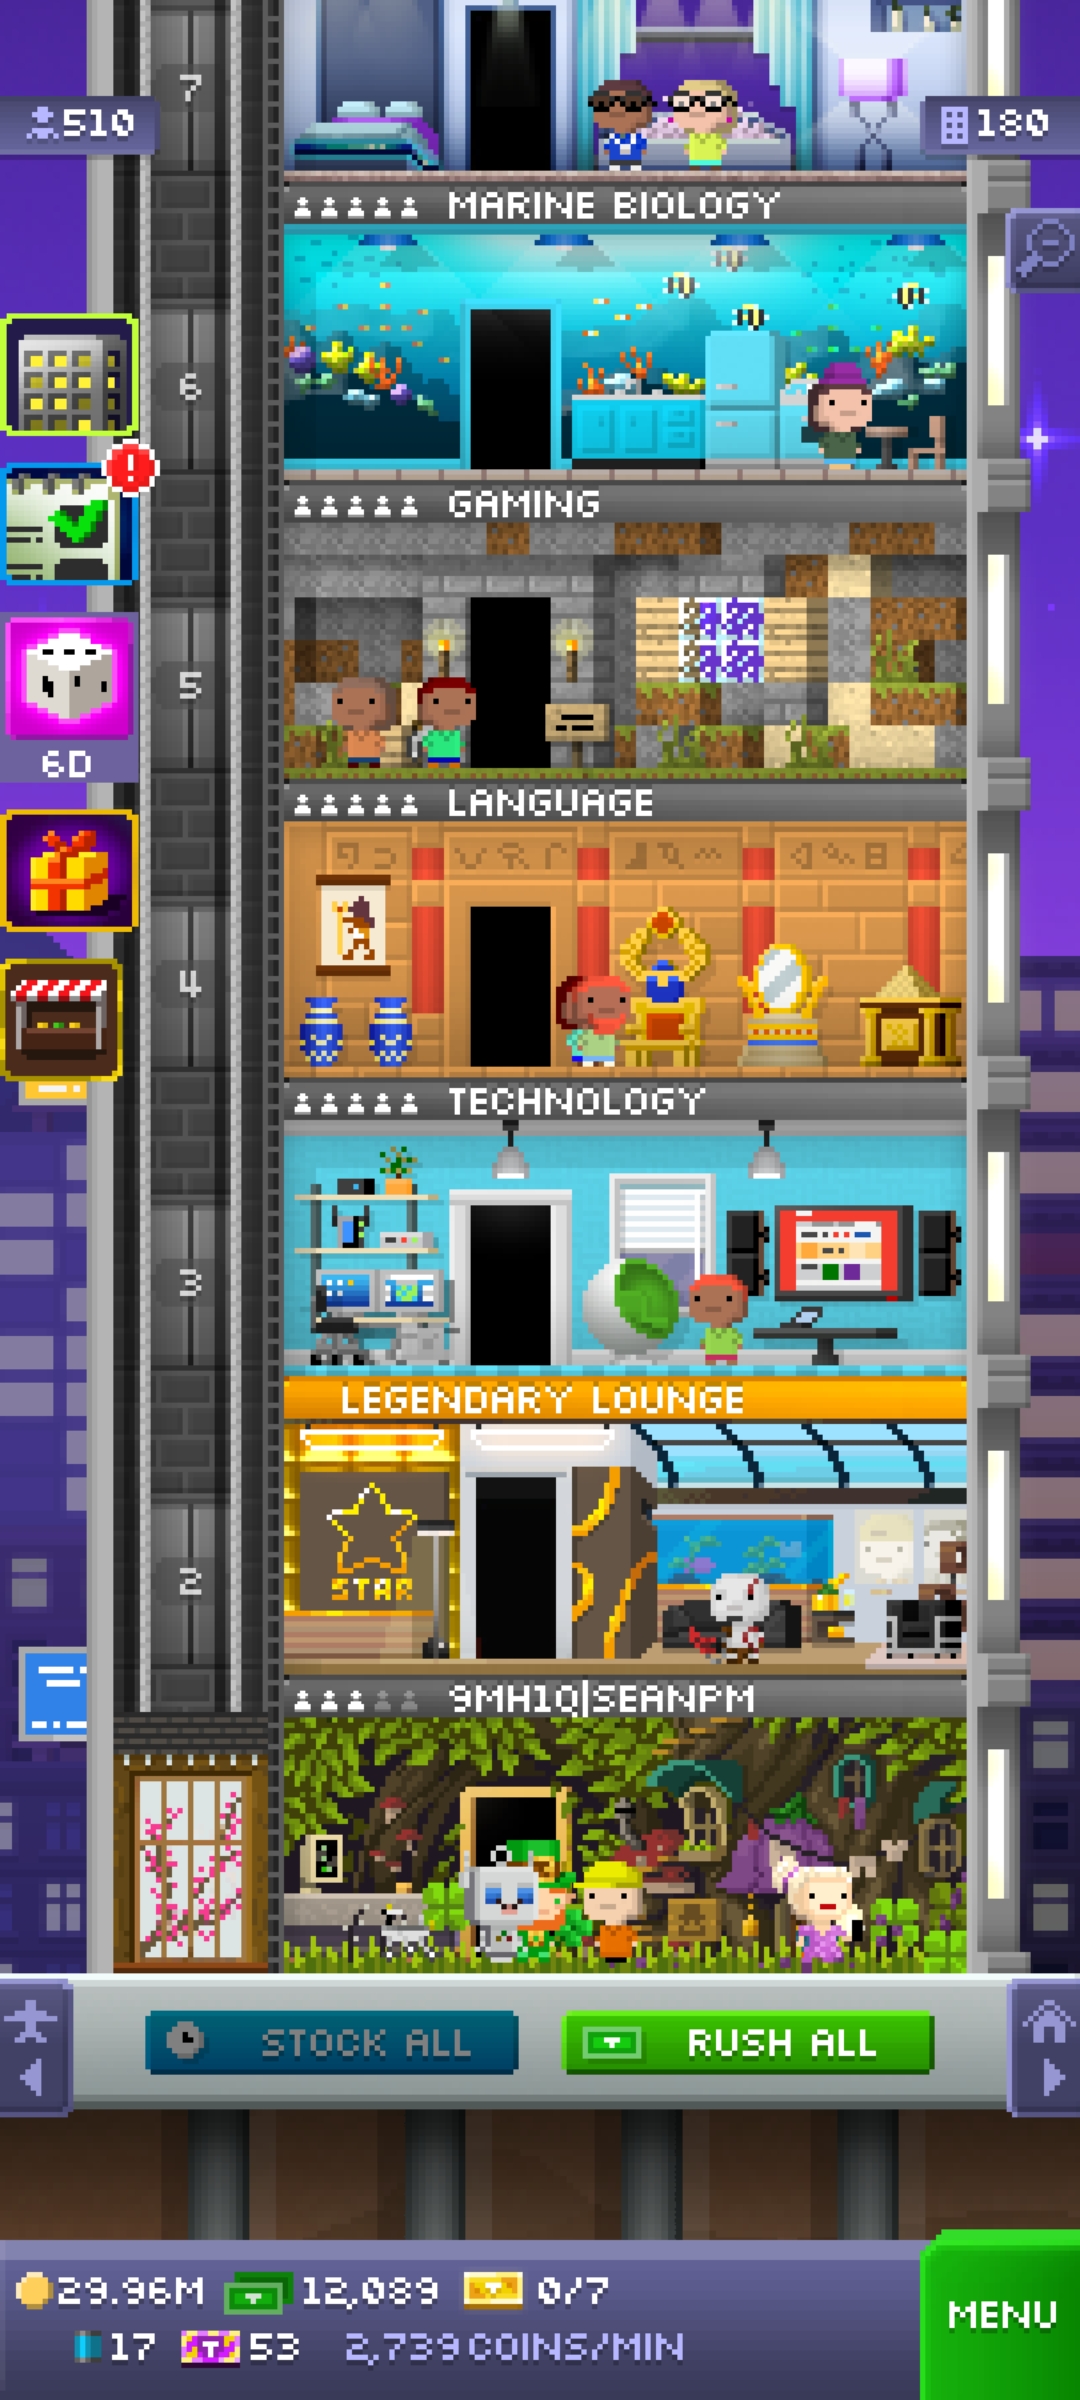 7
510
180
MARINE BIOLOGY
6
GAMING
5
6D
LANGUAGE
4
TECHNOLOGY
3
LEGENDARY LOUNGE
STAR
2
9MH1Q|SEANPM
STOCK ALL
RUSH ALL
29.96M
12,089
0/7
MENU
17
53
2,739 COINS/MIN